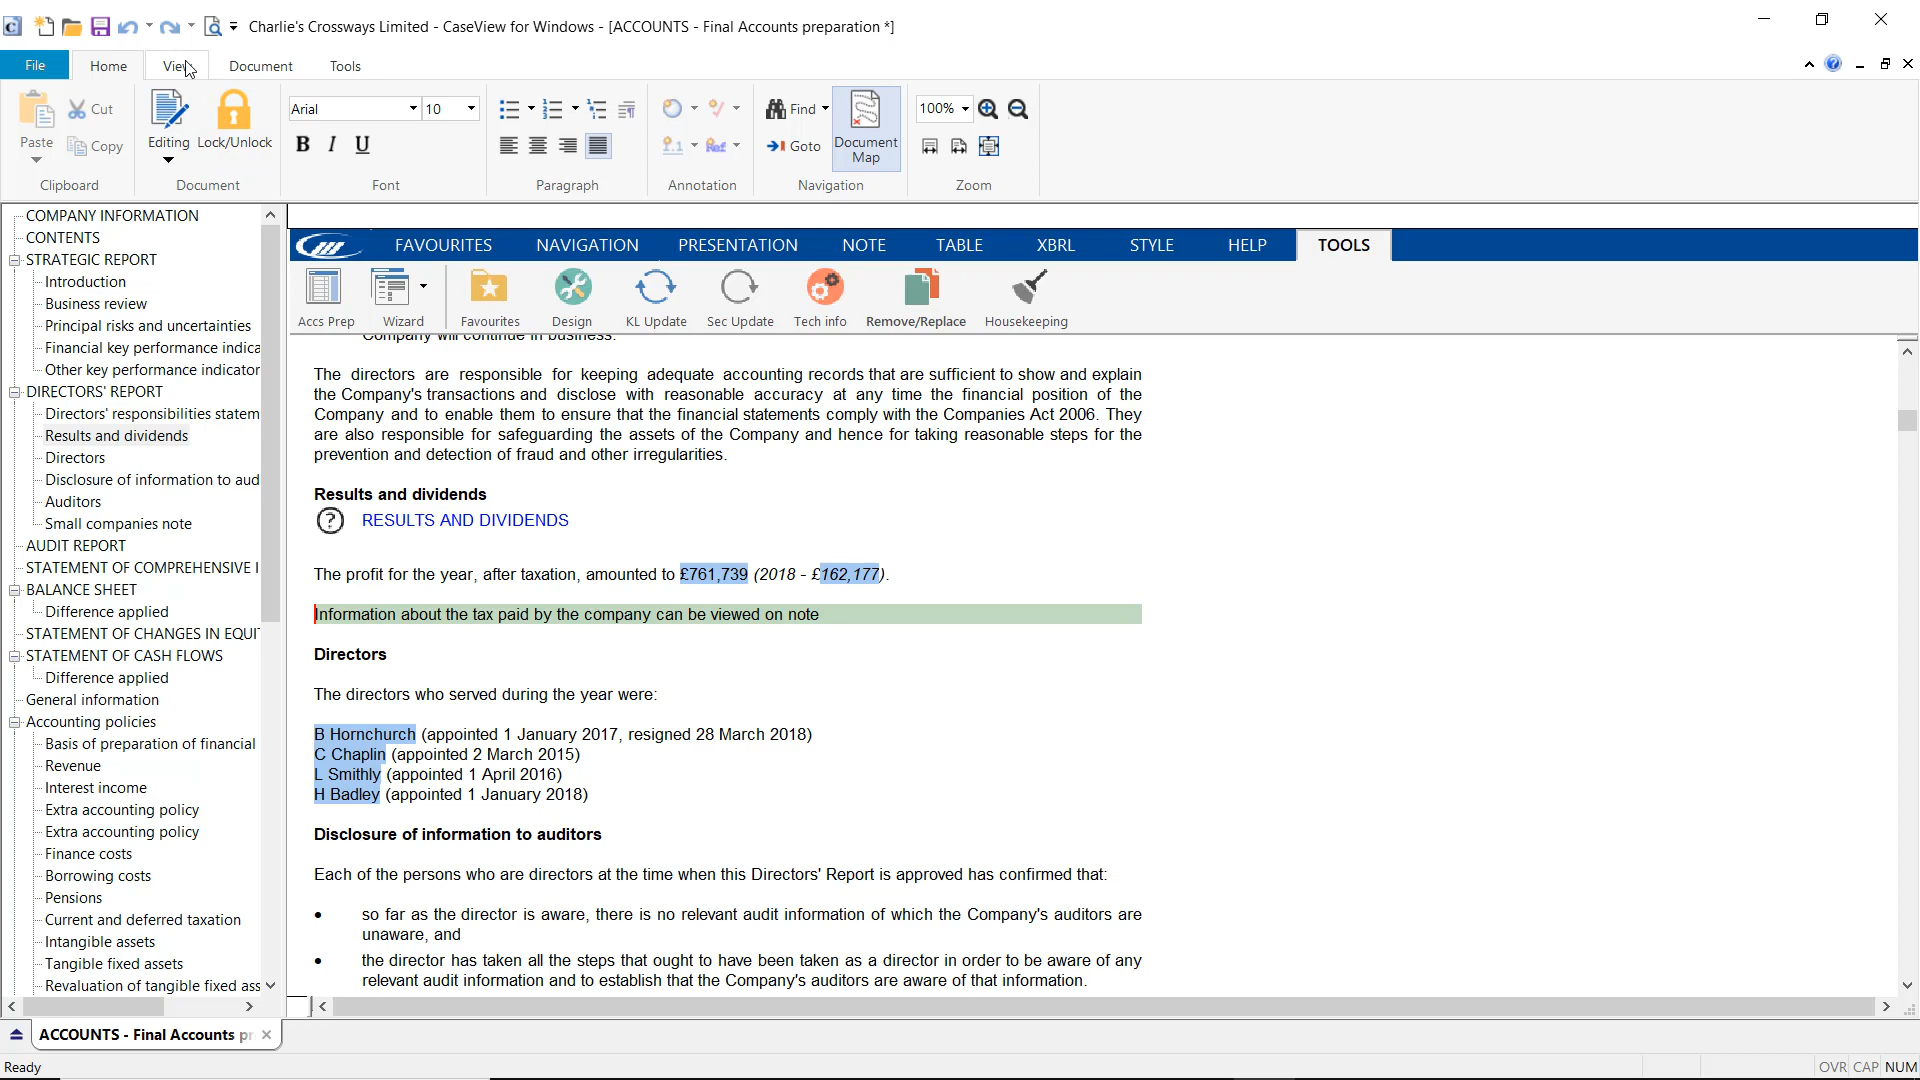 Charlie's Crossways Limited - CaseView for Windows - [ACCOUNTS - Final Accounts preparation *]
File
Home
View
Document
Tools
Paste
Cut
Copy
Clipboard
Editing
Lock/Unlock
Document
Arial
10
B I U
Font
Paragraph
Annotation
Find
Goto
Document
Map
Navigation
100%
Zoom
COMPANY INFORMATION
CONTENTS
STRATEGIC REPORT
Introduction
Business review
Principal risks and uncertainties
Financial key performance indica
Other key performance indicator
DIRECTORS' REPORT
Directors' responsibilities statem
Results and dividends
Directors
Disclosure of information to aud
Auditors
Small companies note
AUDIT REPORT
STATEMENT OF COMPREHENSIVE I
BALANCE SHEET
Difference applied
STATEMENT OF CHANGES IN EQUI
STATEMENT OF CASH FLOWS
Difference applied
General information
Accounting policies
Basis of preparation of financial
Revenue
Interest income
Extra accounting policy
Extra accounting policy
Finance costs
Borrowing costs
Pensions
Current and deferred taxation
Intangible assets
Tangible fixed assets
Revaluation of tangible fixed ass
FAVOURITES
NAVIGATION
PRESENTATION
NOTE
TABLE
XBRL
STYLE
HELP
TOOLS
Accs Prep
Wizard
Favourites
Design
KL Update
Sec Update
Tech info
Remove/Replace
Housekeeping
Company will continue in business.
The directors are responsible for keeping adequate accounting records that are sufficient to show and explain
the Company's transactions and disclose with reasonable accuracy at any time the financial position of the
Company and to enable them to ensure that the financial statements comply with the Companies Act 2006. They
are also responsible for safeguarding the assets of the Company and hence for taking reasonable steps for the
prevention and detection of fraud and other irregularities.
Results and dividends
RESULTS AND DIVIDENDS
The profit for the year, after taxation, amounted to £761,739 (2018 - £162,177).
Information about the tax paid by the company can be viewed on note
Directors
The directors who served during the year were:
B Hornchurch (appointed 1 January 2017, resigned 28 March 2018)
C Chaplin (appointed 2 March 2015)
L Smithly (appointed 1 April 2016)
H Badley (appointed 1 January 2018)
Disclosure of information to auditors
Each of the persons who are directors at the time when this Directors' Report is approved has confirmed that:
• so far as the director is aware, there is no relevant audit information of which the Company's auditors are
unaware, and
• the director has taken all the steps that ought to have been taken as a director in order to be aware of any
relevant audit information and to establish that the Company's auditors are aware of that information.
ACCOUNTS - Final Accounts pr
Ready
OVR CAP NUM